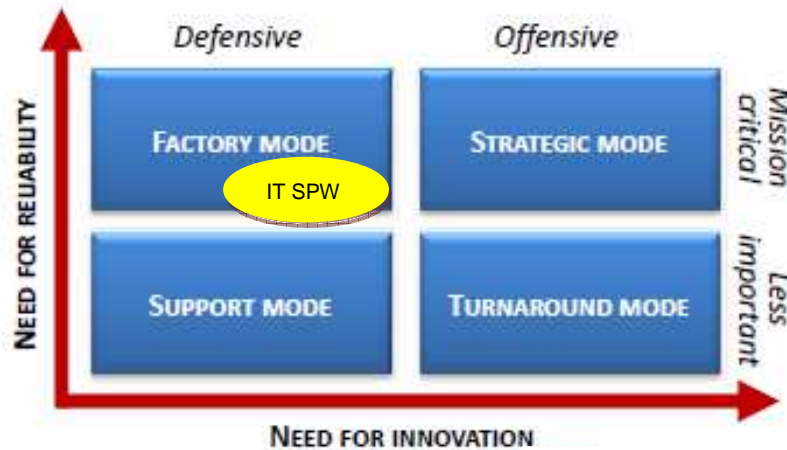 Defensive
Offensive
NEED FOR RELIABILITY
FACTORY MODE
STRATEGIC MODE
Mission
critical
IT SPW
SUPPORT MODE
TURNAROUND MODE
Less
important
NEED FOR INNOVATION